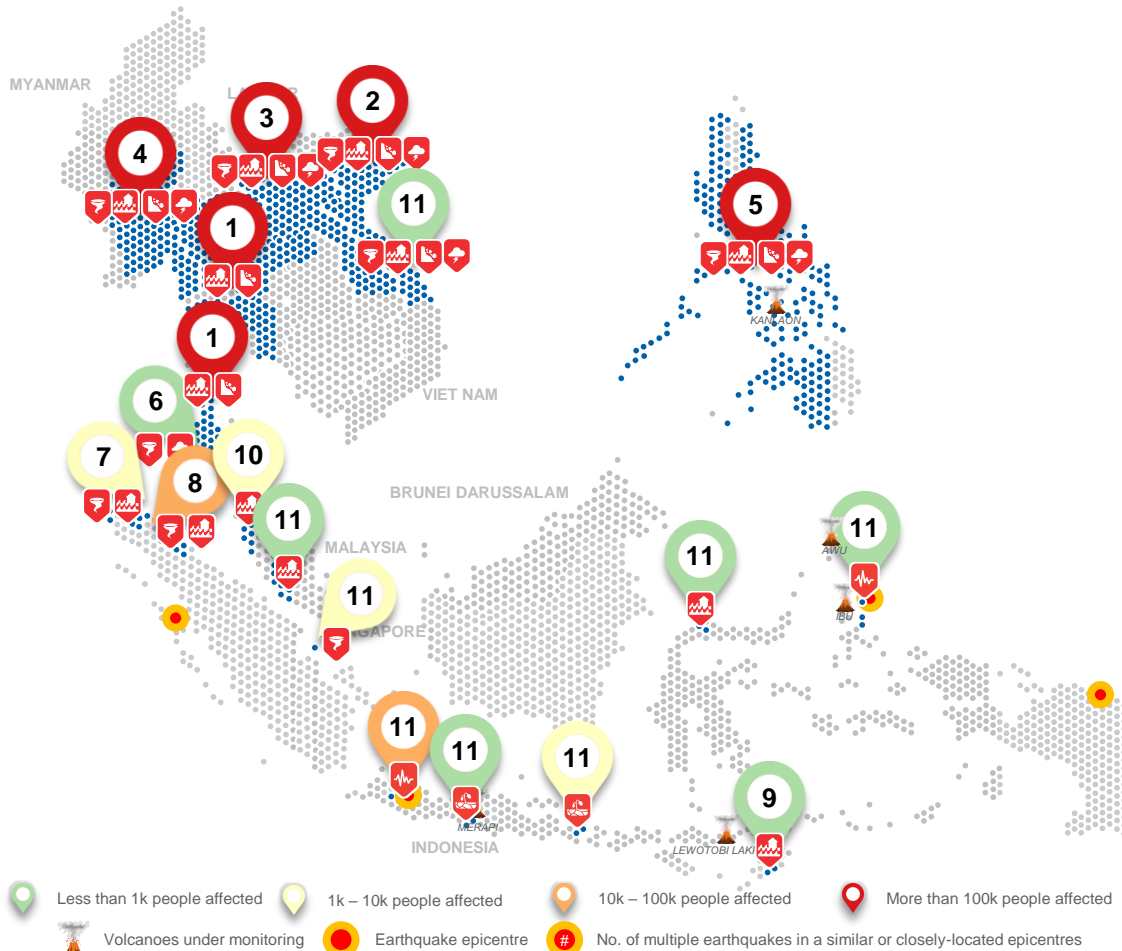 MYANMAR
2
3
4
11
5
1
KANLAON
1
VIET NAM
6
10
7
8
BRUNEI DARUSSALAM
11
11
MALAYSIA
AWU
11
11
IBU
11
11
11
9
MERAPI
INDONESIA
LEWOTOBI LAKI
Less than 1k people affected
1k – 10k people affected
10k – 100k people affected
More than 100k people affected
Volcanoes under monitoring
Earthquake epicentre
# No. of multiple earthquakes in a similar or closely-located epicentres